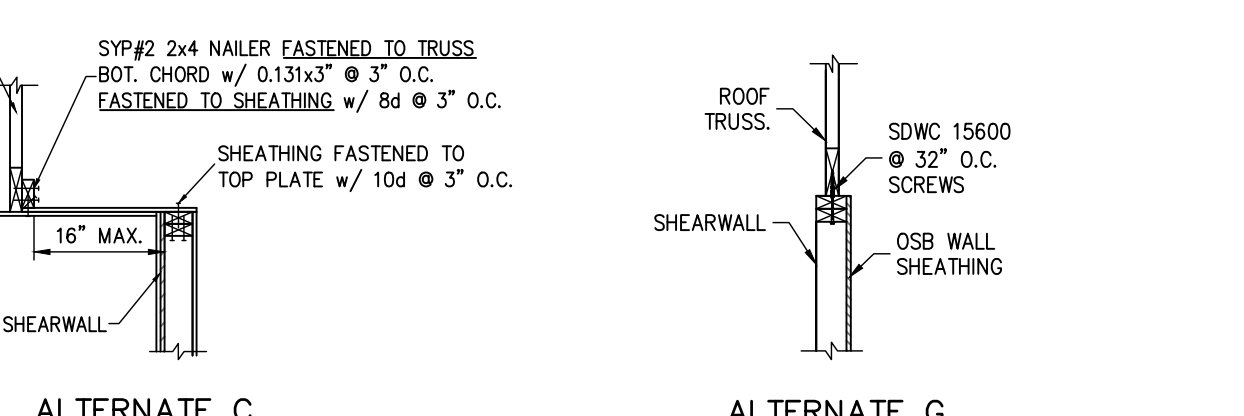 SYP#2 2x4 NAILER FASTENED TO TRUSS
BOT. CHORD w/ 0.131x3" @ 3" O.C.
FASTENED TO SHEATHING w/ 8d @ 3" O.C.
SHEATHING FASTENED TO
TOP PLATE w/ 10d @ 3" O.C.
16" MAX.
SHEARWALL
ALTERNATE C
ROOF
TRUSS.
SDWC 15600
@ 32" O.C.
SCREWS
SHEARWALL
OSB WALL
SHEATHING
ALTERNATE G